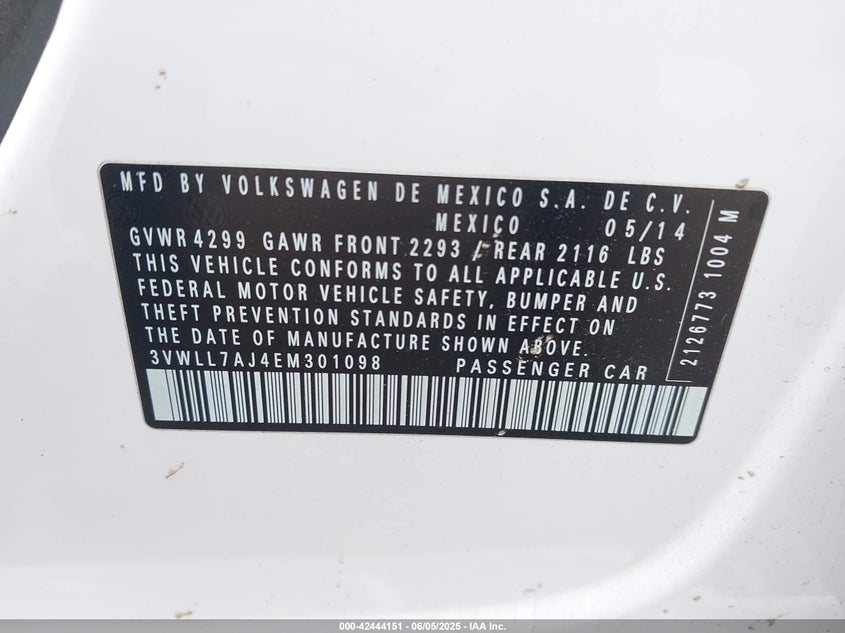 MFD BY VOLKSWAGEN DE MEXICO S.A. DE C.V.
MEXICO 05/14
GVWR 4299 GAWR FRONT 2293 / REAR 2116 LBS
THIS VEHICLE CONFORMS TO ALL APPLICABLE U.S.
FEDERAL MOTOR VEHICLE SAFETY, BUMPER AND
THEFT PREVENTION STANDARDS IN EFFECT ON
THE DATE OF MANUFACTURE SHOWN ABOVE.
3VWLL7AJ4EM301098 PASSENGER CAR
2126773 1004 M
000-42444151 - 06/05/2025 - IAA Inc.